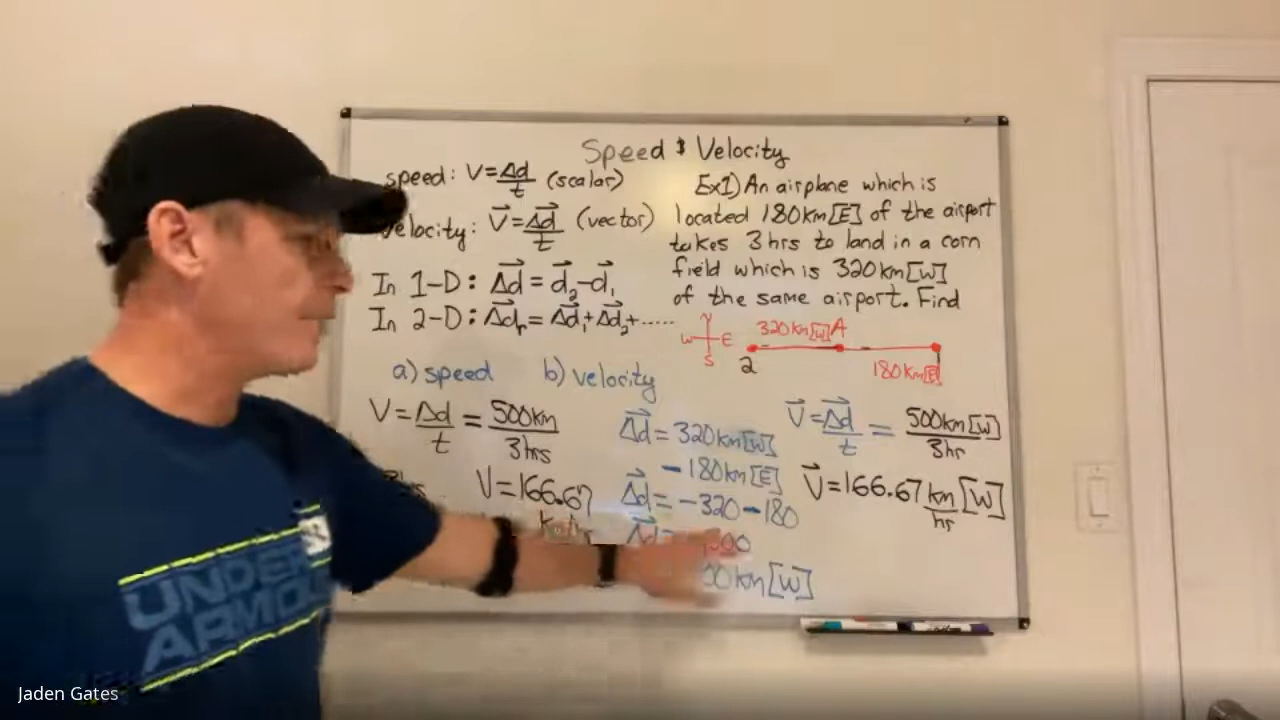 Speed & Velocity
speed: V = Δd/t (scalar)
velocity: V⃗ = Δd⃗/t (vector)
In 1-D: Δd⃗ = d⃗₂ - d⃗₁
In 2-D: Δd⃗ᵣ = Δd⃗₁ + Δd⃗₂ + .....
Ex1) An airplane which is
located 180km[E] of the airport
takes 3 hrs to land in a corn
field which is 320km[W]
of the same airport. Find
W E
S
320km[W] A
2
180km[E]
a) speed b) velocity
V = Δd/t = 500km/3hrs
V = 166.67
Δd⃗ = 320km[W]
- 180km[E]
Δd⃗ = -320 - 180
km[W]
V⃗ = Δd⃗/t = 500km[W]/3hr
V⃗ = 166.67 km/hr [W]
UNDER
ARMOUR
Jaden Gates